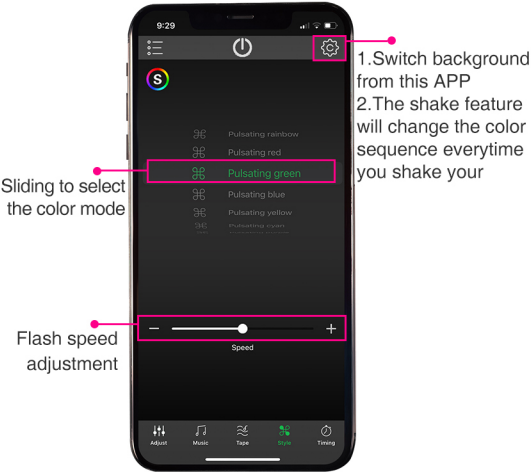 9:29
S
C
1.Switch background
from this APP
2.The shake feature
will change the color
sequence everytime
you shake your
Pulsating rainbow
Pulsating red
Pulsating green
Pulsating blue
Pulsating yellow
Pulsating cyan
Sliding to select
the color mode
Flash speed
adjustment
Speed
Adjust
Music
Tape
Style
Timing